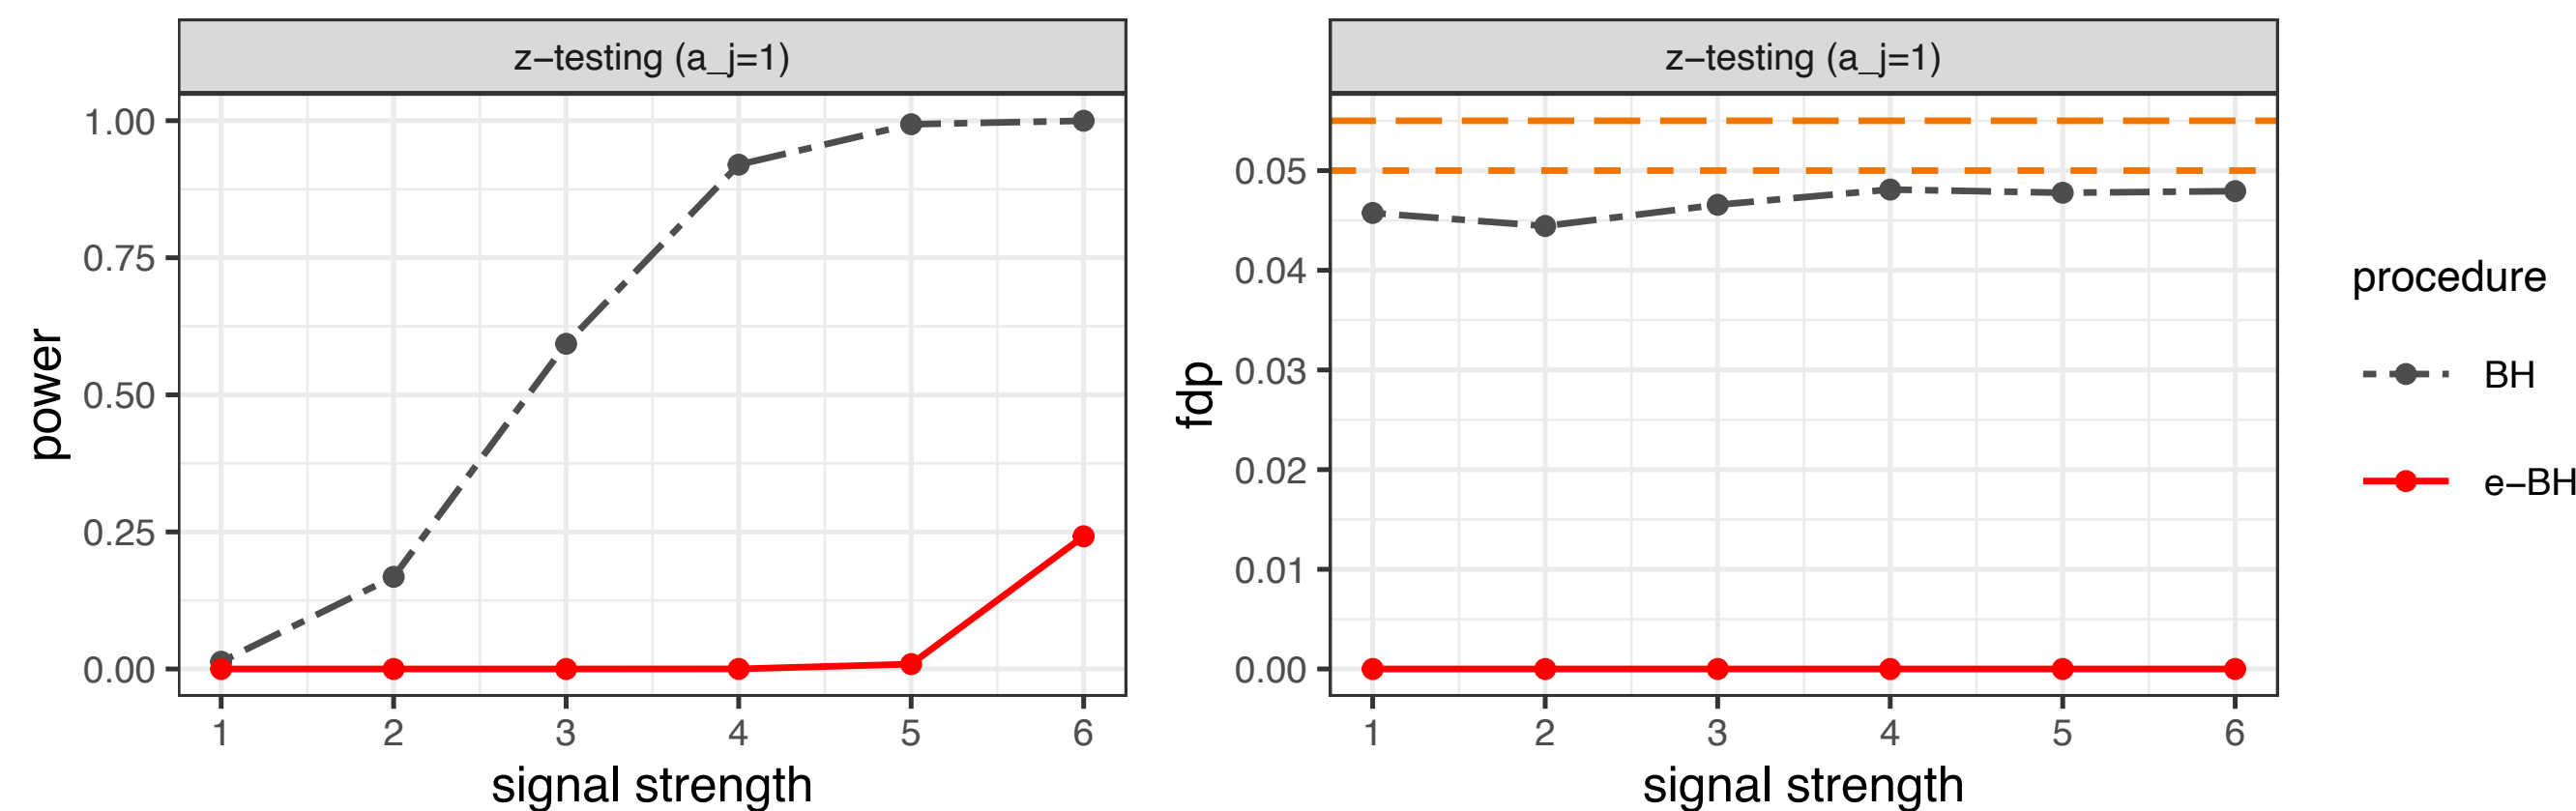 z−testing (a_j=1)
1.00
0.75
0.50
0.25
0.00
power
1 2 3 4 5 6
signal strength
z−testing (a_j=1)
0.05
0.04
0.03
0.02
0.01
0.00
fdp
1 2 3 4 5 6
signal strength
procedure
BH
e−BH